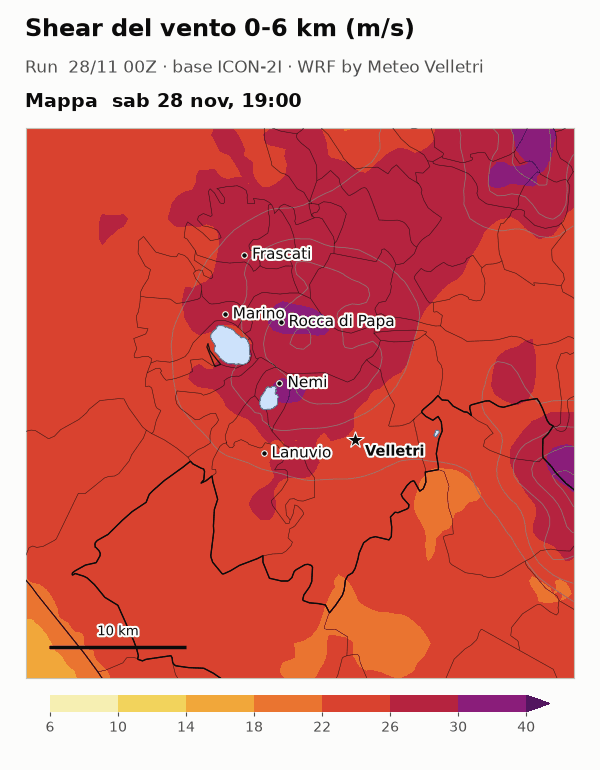 Shear del vento 0-6 km (m/s)
Run  28/11 00Z · base ICON-2I · WRF by Meteo Velletri
Mappa  sab 28 nov, 19:00
Frascati
Marino
Rocca di Papa
Nemi
Velletri
Lanuvio
10 km
6 10 14 18 22 26 30 40